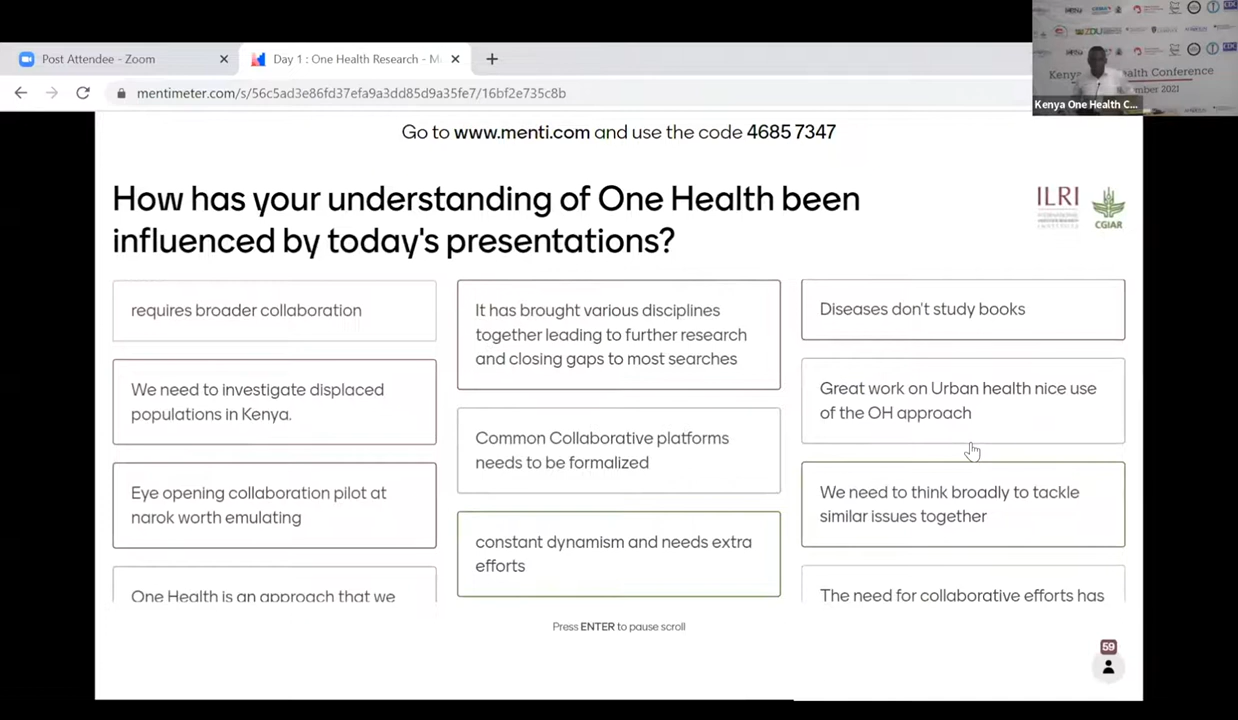 Post Attendee - Zoom
Day 1 : One Health Research - M
mentimeter.com/s/56c5ad3e86fd37efa9a3dd85d9a35fe7/16bf2e735c8b
Kenya One Health C...
Go to www.menti.com and use the code 4685 7347
How has your understanding of One Health been
influenced by today's presentations?
ILRI
CGIAR
requires broader collaboration
We need to investigate displaced
populations in Kenya.
Eye opening collaboration pilot at
narok worth emulating
One Health is an approach that we
It has brought various disciplines
together leading to further research
and closing gaps to most searches
Common Collaborative platforms
needs to be formalized
constant dynamism and needs extra
efforts
Diseases don't study books
Great work on Urban health nice use
of the OH approach
We need to think broadly to tackle
similar issues together
The need for collaborative efforts has
Press ENTER to pause scroll
59